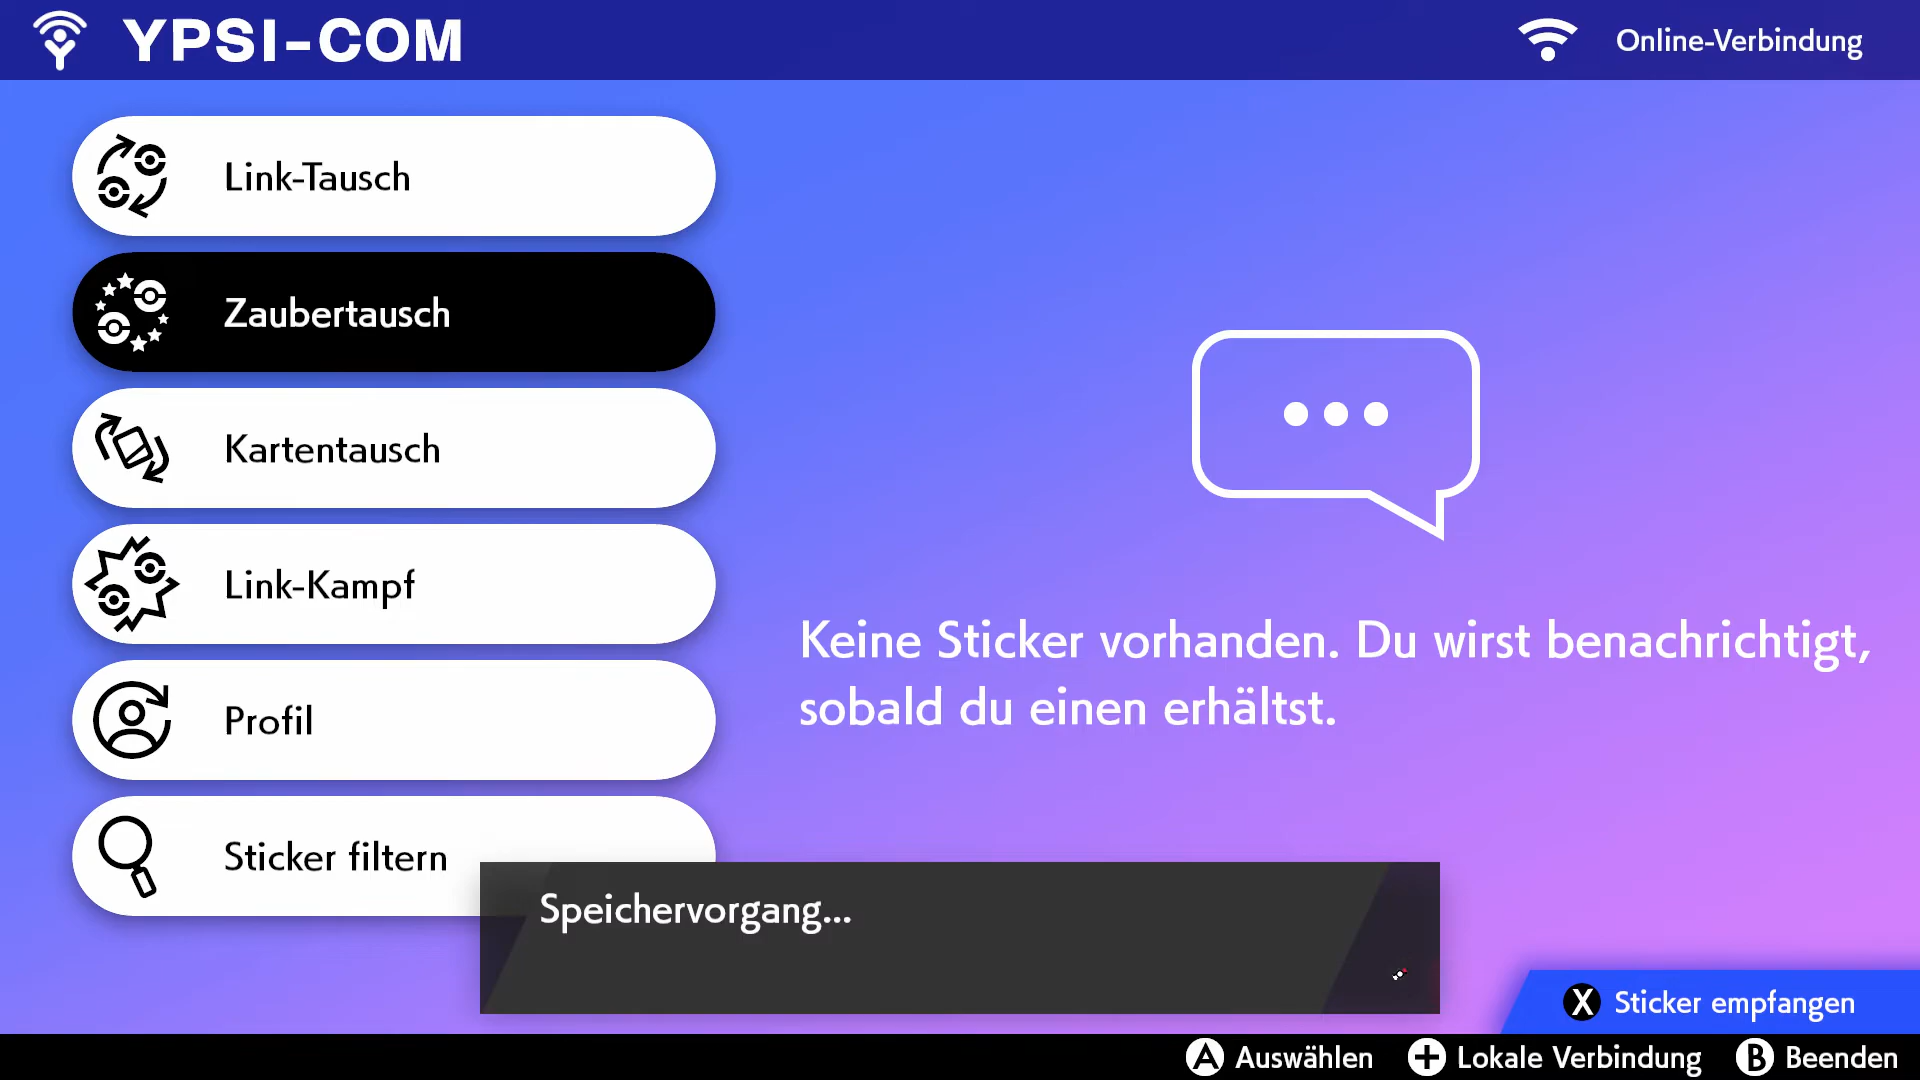 YPSI-COM
Online-Verbindung
Link-Tausch
Zaubertausch
Kartentausch
Link-Kampf
Profil
Sticker filtern
Keine Sticker vorhanden. Du wirst benachrichtigt,
sobald du einen erhältst.
Speichervorgang...
X Sticker empfangen
A Auswählen + Lokale Verbindung B Beenden